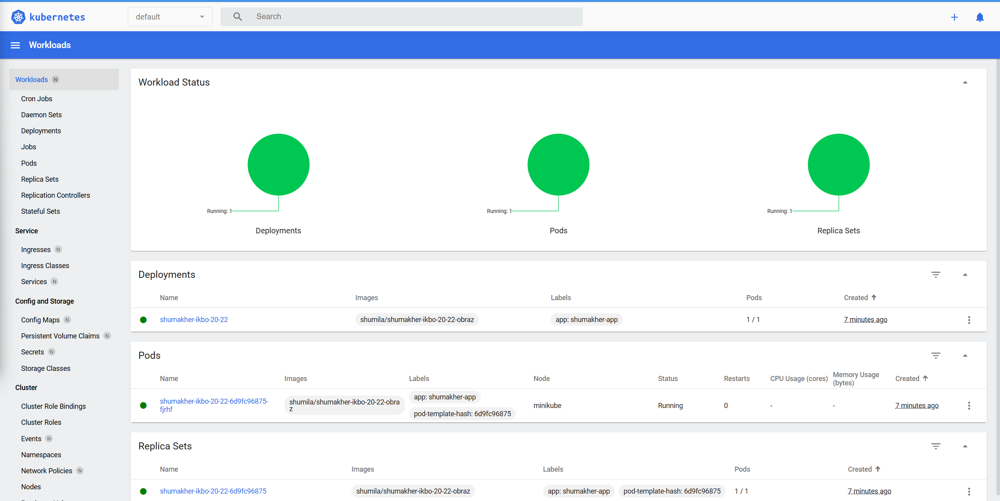 kubernetes
default
Search
Workloads
Workloads N
Cron Jobs
Daemon Sets
Deployments
Jobs
Pods
Replica Sets
Replication Controllers
Stateful Sets
Service
Ingresses N
Ingress Classes
Services N
Config and Storage
Config Maps N
Persistent Volume Claims N
Secrets N
Storage Classes
Cluster
Cluster Role Bindings
Cluster Roles
Events N
Namespaces
Network Policies N
Nodes
Workload Status
Running: 1
Deployments
Running: 1
Pods
Running: 1
Replica Sets
Deployments
Name Images Labels Pods Created
shumakher-ikbo-20-22 shumila/shumakher-ikbo-20-22-obraz app: shumakher-app 1 / 1 7 minutes ago
Pods
Name Images Labels Node Status Restarts CPU Usage (cores) Memory Usage
(bytes) Created
shumakher-ikbo-20-22-6d9fc96875-
fjrhf
shumila/shumakher-ikbo-20-22-obra
z
app: shumakher-app
pod-template-hash: 6d9fc96875
minikube Running 0 - - 7 minutes ago
Replica Sets
Name Images Labels Pods Created
shumakher-ikbo-20-22-6d9fc96875 shumila/shumakher-ikbo-20-22-obraz app: shumakher-app pod-template-hash: 6d9fc96875 1 / 1 7 minutes ago